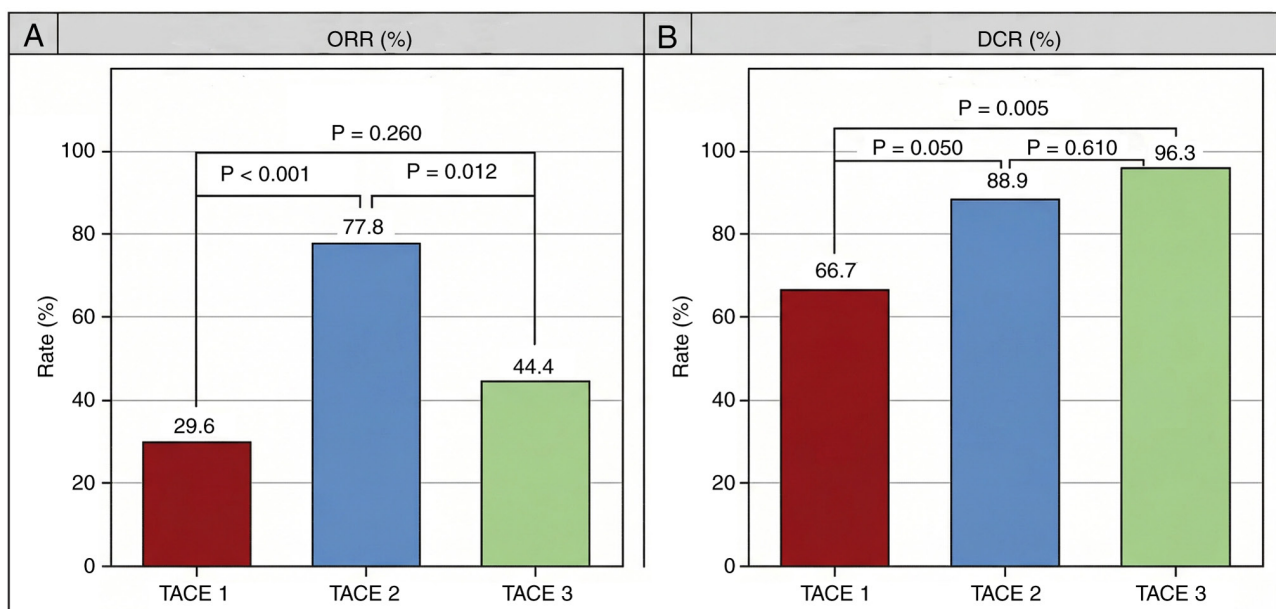 A
ORR (%)
P = 0.260
P < 0.001
P = 0.012
77.8
44.4
29.6
100
80
60
40
20
0
Rate (%)
TACE 1
TACE 2
TACE 3
B
DCR (%)
P = 0.005
P = 0.050
P = 0.610
96.3
88.9
66.7
100
80
60
40
20
0
Rate (%)
TACE 1
TACE 2
TACE 3